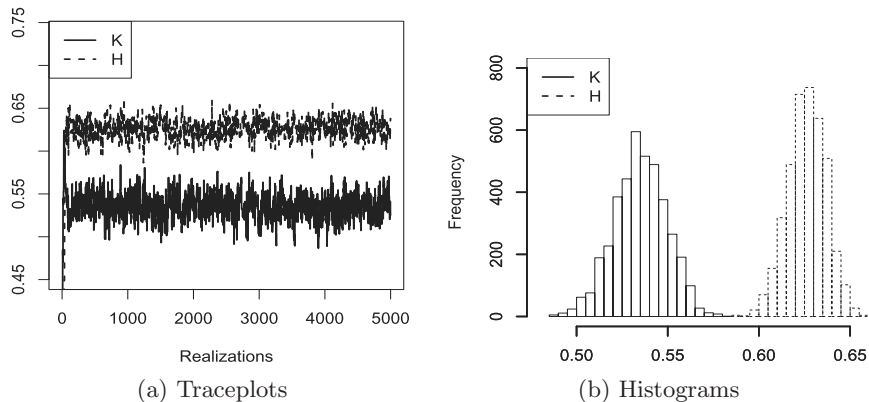 0.75
0.65
0.55
0.45
K
H
0
1000
2000
3000
4000
5000
Realizations
(a) Traceplots
800
600
400
200
0
Frequency
K
H
0.50
0.55
0.60
0.65
(b) Histograms